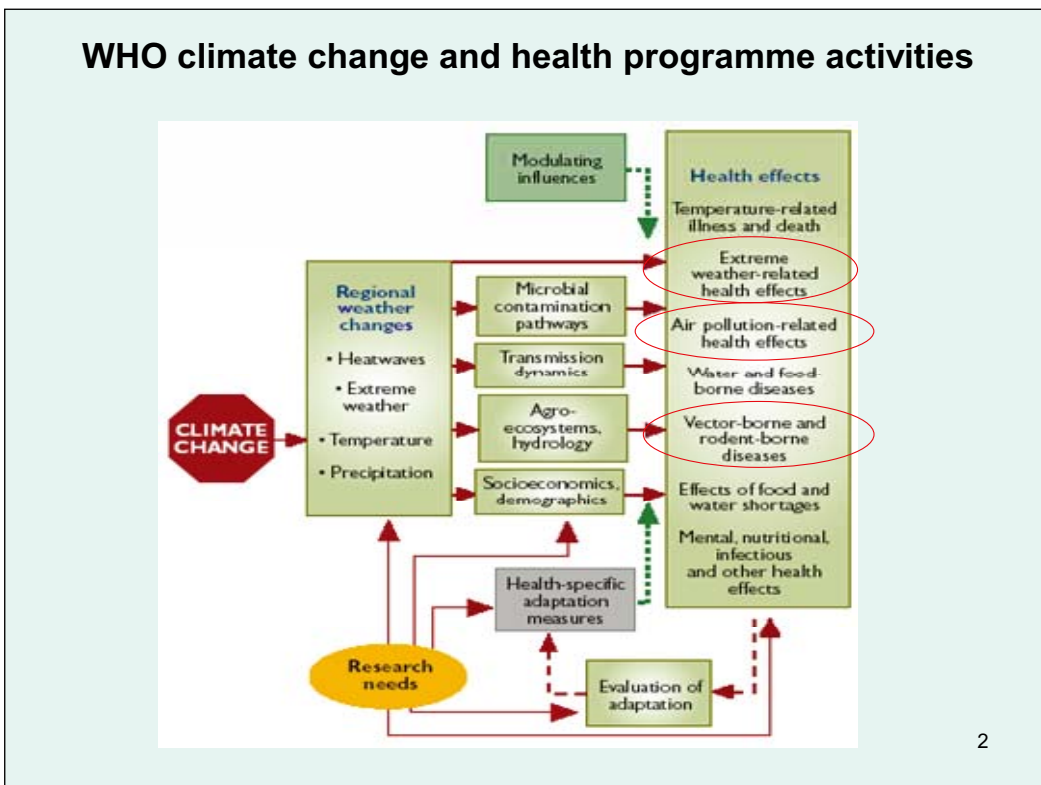 WHO climate change and health programme activities
Modulating
influences
Health effects
Temperature-related
illness and death
Extreme
weather-related
health effects
Air pollution-related
health effects
Water and food-
borne diseases
Vector-borne and
rodent-borne
diseases
Effects of food and
water shortages
Mental, nutritional,
infectious
and other health
effects
Regional
weather
changes
• Heatwaves
• Extreme
weather
• Temperature
• Precipitation
Microbial
contamination
pathways
Transmission
dynamics
Agro-
ecosystems,
hydrology
Socioeconomics,
demographics
CLIMATE
CHANGE
Health-specific
adaptation
measures
Research
needs
Evaluation of
adaptation
2